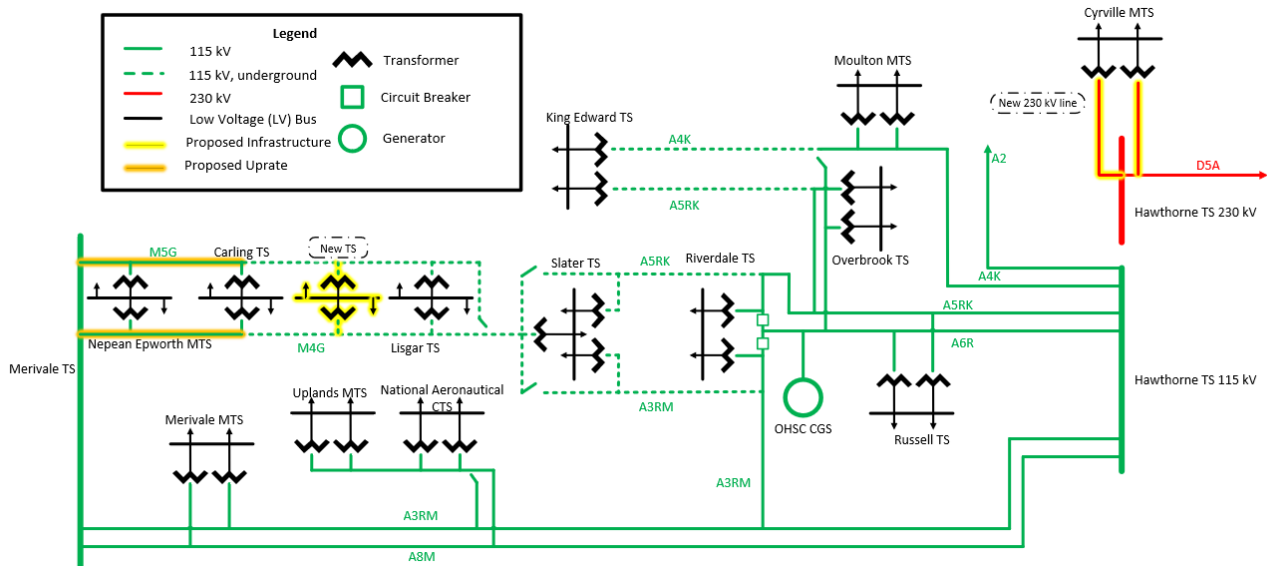 Legend
115 kV
115 kV, underground
230 kV
Low Voltage (LV) Bus
Proposed Infrastructure
Proposed Uprate
Transformer
Circuit Breaker
Generator
Cyrville MTS
New 230 kV line
Moulton MTS
King Edward TS
A4K
A2
D5A
A5RK
Hawthorne TS 230 kV
Overbrook TS
M5G
Carling TS
New TS
Slater TS
A5RK
Riverdale TS
A4K
A5RK
A6R
Nepean Epworth MTS
M4G
Lisgar TS
Merivale TS
Hawthorne TS 115 kV
Uplands MTS
National Aeronautical
CTS
A3RM
OHSC CGS
Russell TS
Merivale MTS
A3RM
A3RM
A8M